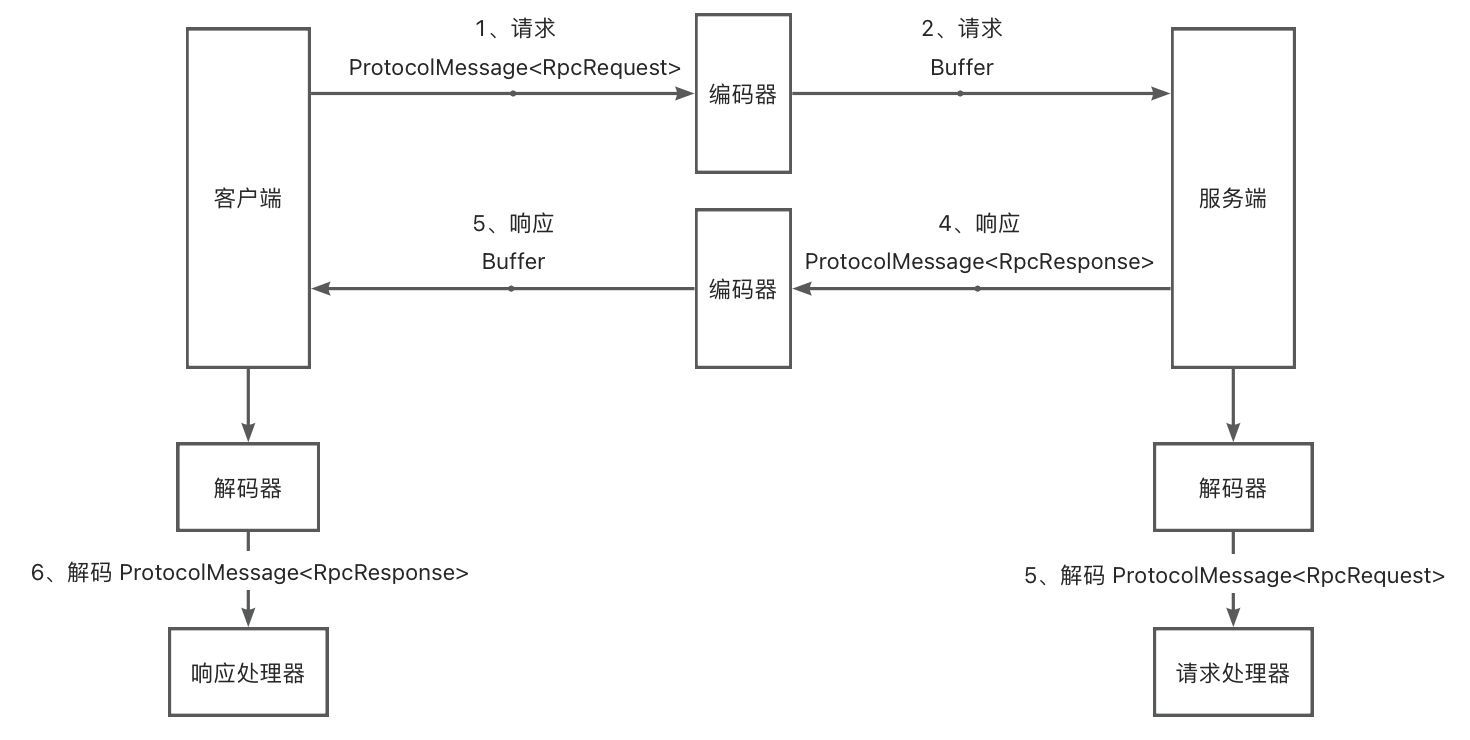 1、请求
ProtocolMessage<RpcRequest>
编码器
2、请求
Buffer
客户端
服务端
5、响应
Buffer
编码器
4、响应
ProtocolMessage<RpcResponse>
解码器
解码器
6、解码 ProtocolMessage<RpcResponse>
5、解码 ProtocolMessage<RpcRequest>
响应处理器
请求处理器